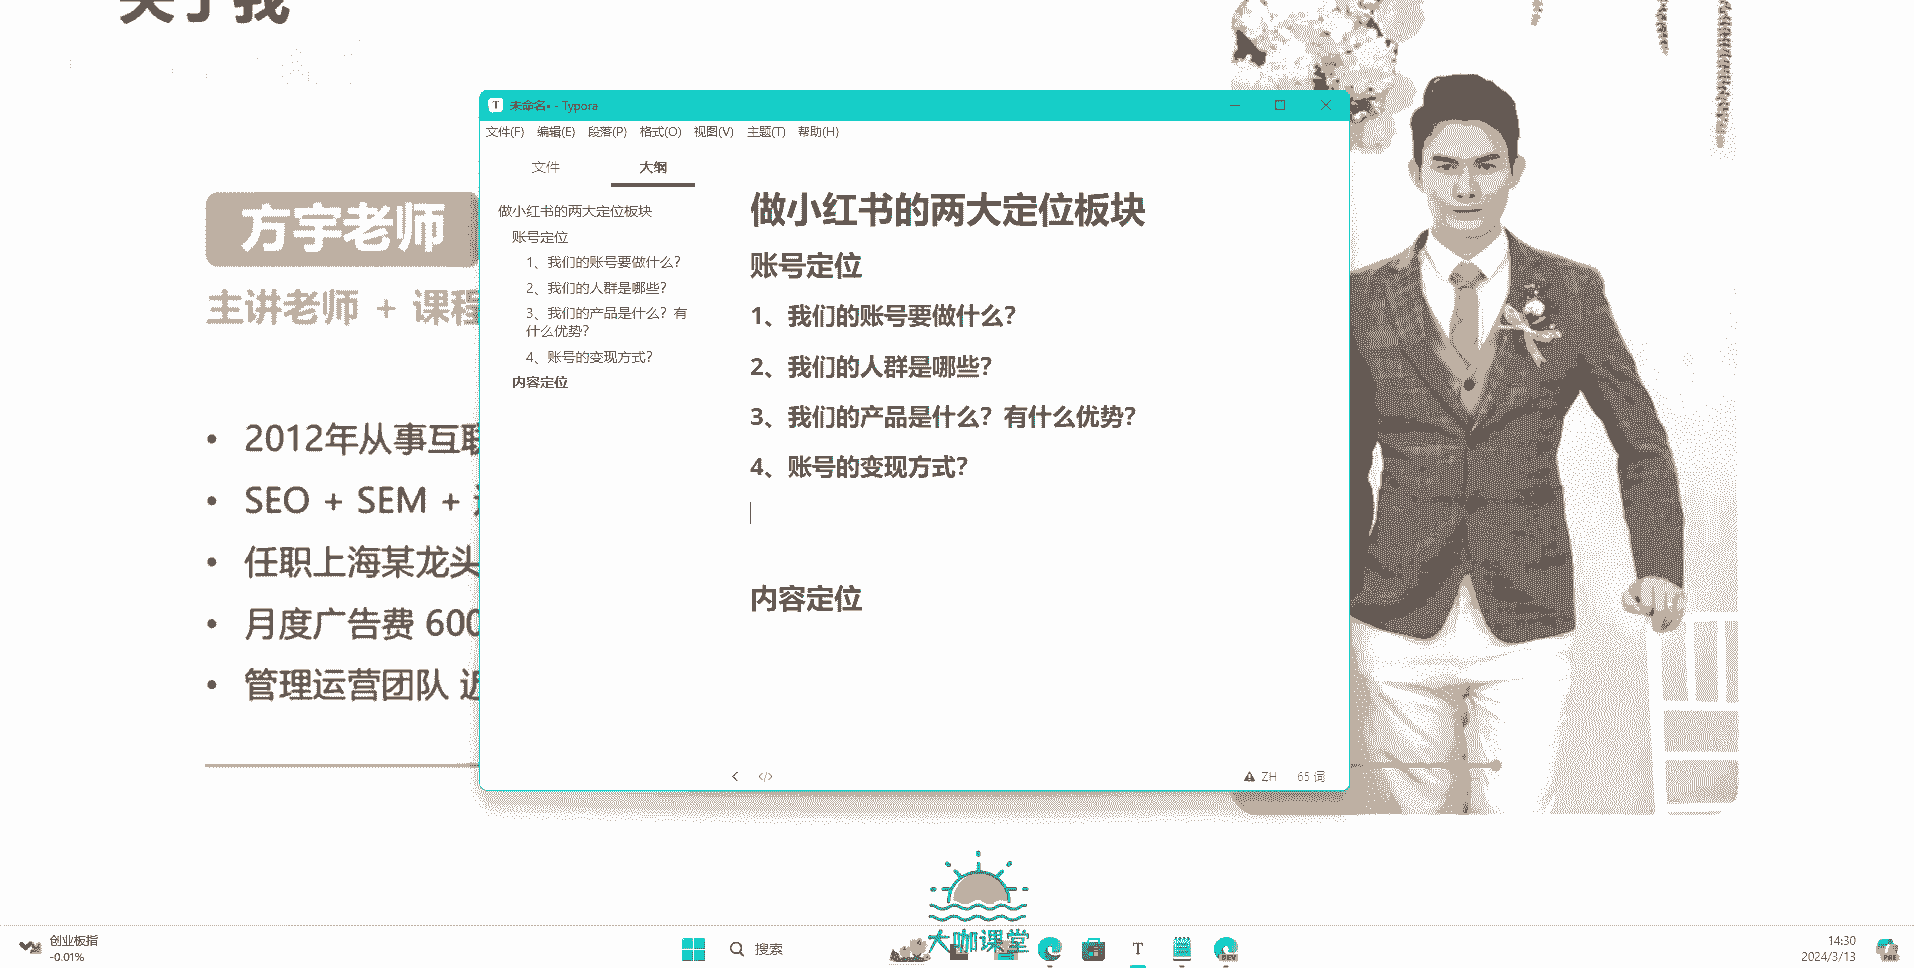 关于我
方宇老师
主讲老师 + 课程
2012年从事互联
SEO + SEM +
任职上海某龙头
月度广告费 600
管理运营团队 近
未命名• - Typora
文件(F) 编辑(E) 段落(P) 格式(O) 视图(V) 主题(T) 帮助(H)
文件 大纲
做小红书的两大定位板块
账号定位
1、我们的账号要做什么?
2、我们的人群是哪些?
3、我们的产品是什么？有
什么优势?
4、账号的变现方式?
内容定位
做小红书的两大定位板块
账号定位
1、我们的账号要做什么?
2、我们的人群是哪些?
3、我们的产品是什么？有什么优势?
4、账号的变现方式?
内容定位
</> ZH 65 词
大咖课堂
创业板指
-0.01%
搜索
T
DEV
14:30
2024/3/13
PRE